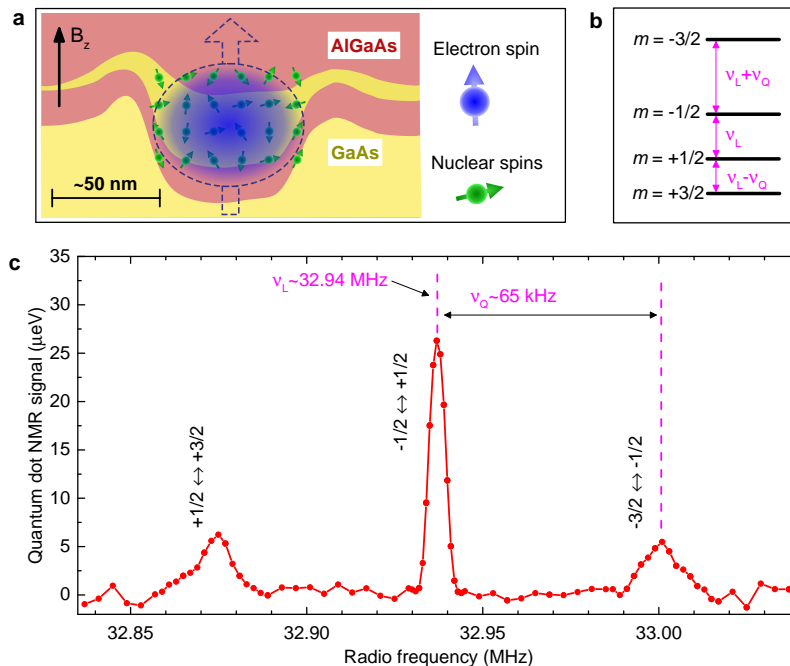 a
B_z
AlGaAs
GaAs
~50 nm
Electron spin
Nuclear spins
b
m = -3/2
ν_L+ν_Q
m = -1/2
ν_L
m = +1/2
ν_L-ν_Q
m = +3/2
c
35
30
25
20
15
10
5
0
Quantum dot NMR signal (μeV)
ν_L~32.94 MHz
ν_Q~65 kHz
+1/2 ↔ +3/2
-1/2 ↔ +1/2
-3/2 ↔ -1/2
32.85
32.90
32.95
33.00
Radio frequency (MHz)